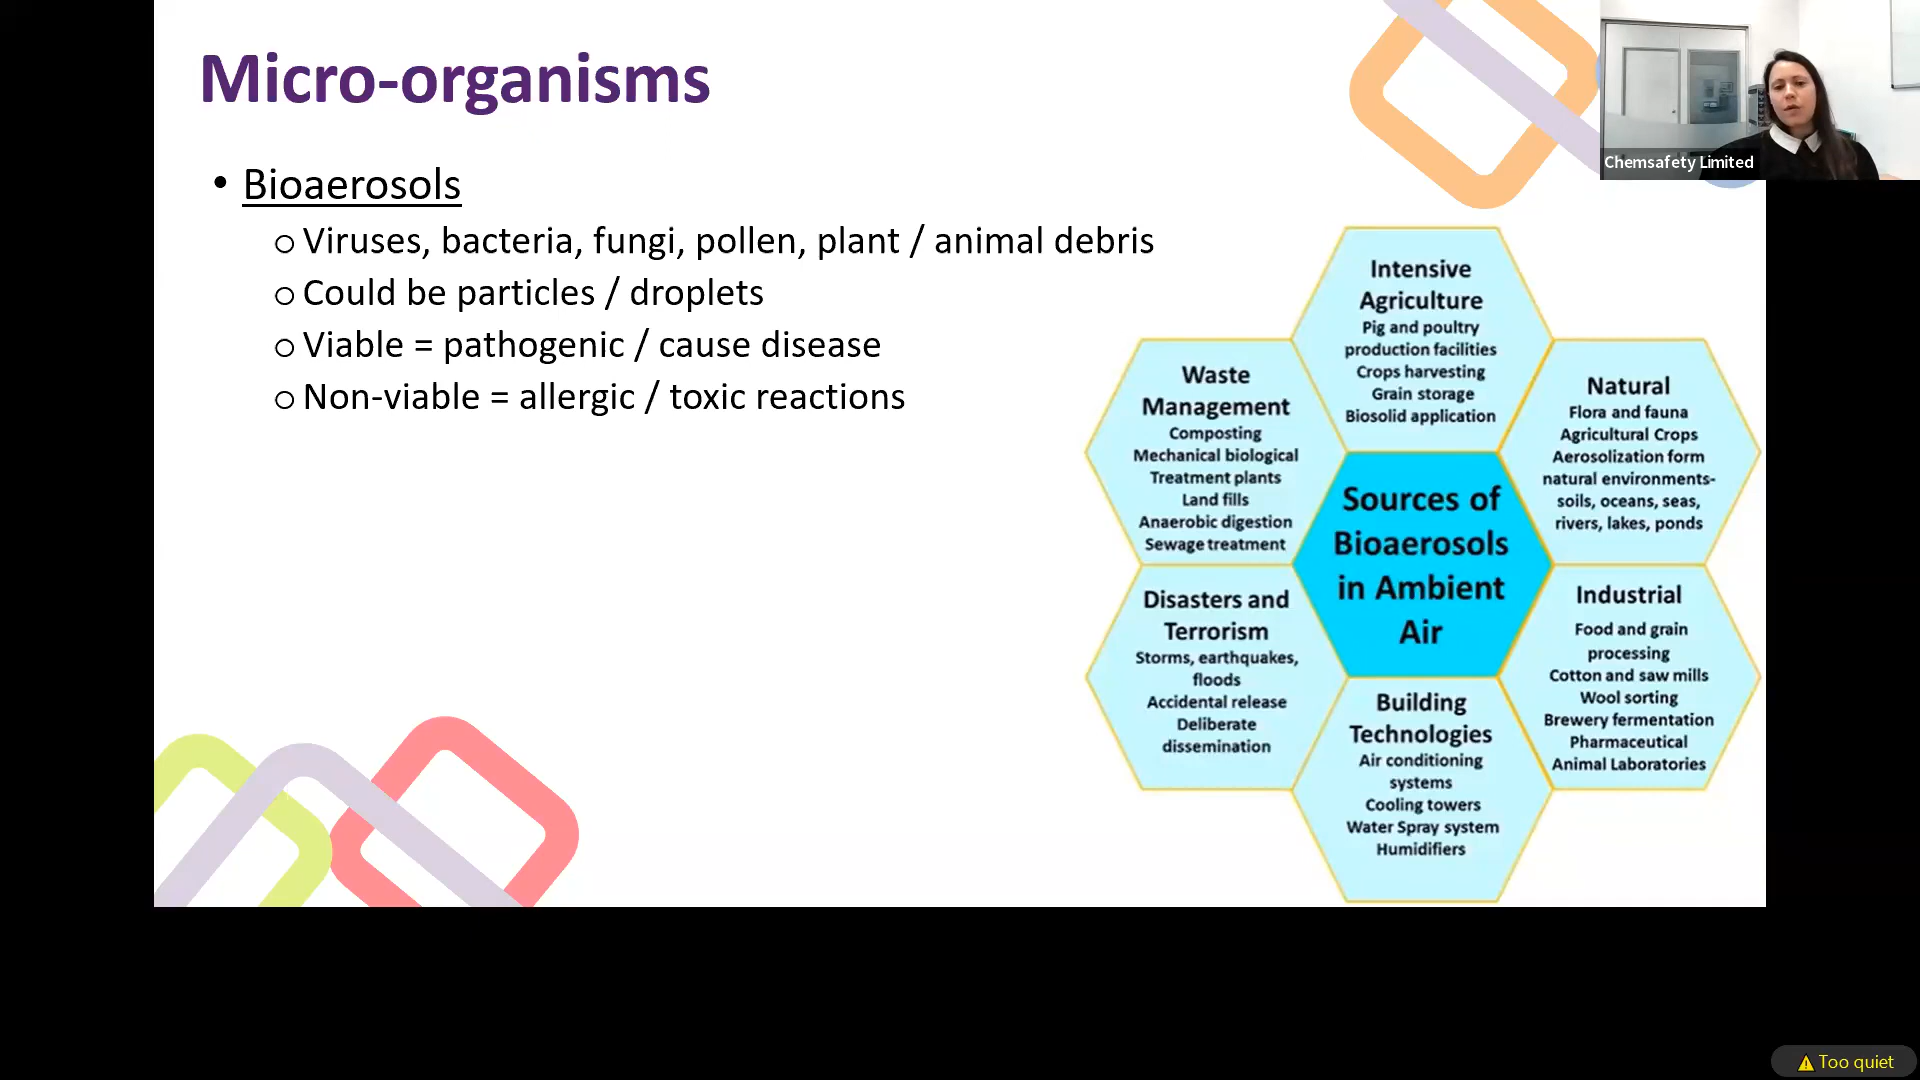 Micro-organisms
• Bioaerosols
o Viruses, bacteria, fungi, pollen, plant / animal debris
o Could be particles / droplets
o Viable = pathogenic / cause disease
o Non-viable = allergic / toxic reactions
Chemsafety Limited
Intensive
Agriculture
Pig and poultry
production facilities
Crops harvesting
Grain storage
Biosolid application
Waste
Management
Composting
Mechanical biological
Treatment plants
Land fills
Anaerobic digestion
Sewage treatment
Natural
Flora and fauna
Agricultural Crops
Aerosolization form
natural environments-
soils, oceans, seas,
rivers, lakes, ponds
Sources of
Bioaerosols
in Ambient
Air
Disasters and
Terrorism
Storms, earthquakes,
floods
Accidental release
Deliberate
dissemination
Industrial
Food and grain
processing
Cotton and saw mills
Wool sorting
Brewery fermentation
Pharmaceutical
Animal Laboratories
Building
Technologies
Air conditioning
systems
Cooling towers
Water Spray system
Humidifiers
Too quiet